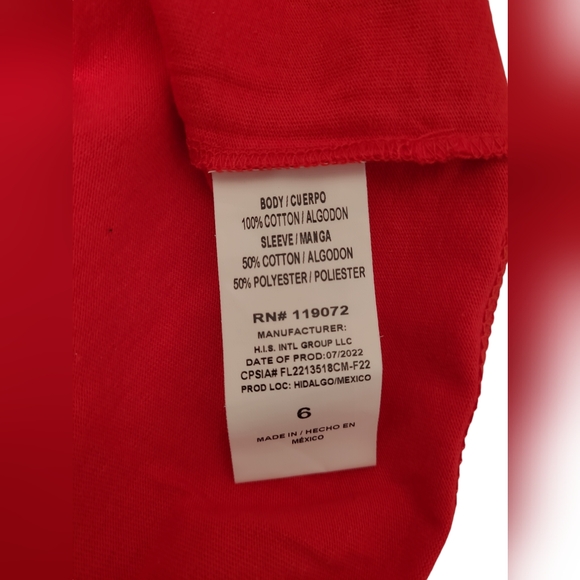 BODY / CUERPO
100% COTTON / ALGODON
SLEEVE / MANGA
50% COTTON / ALGODON
50% POLYESTER / POLIESTER
RN# 119072
MANUFACTURER:
H.I.S. INTL GROUP LLC
DATE OF PROD:07/2022
CPSIA# FL2213518CM-F22
PROD LOC: HIDALGO/MEXICO
6
MADE IN / HECHO EN
MÉXICO